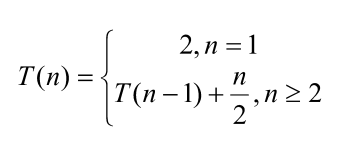 T(n) = { 2, n = 1
T(n − 1) + n/2, n ≥ 2